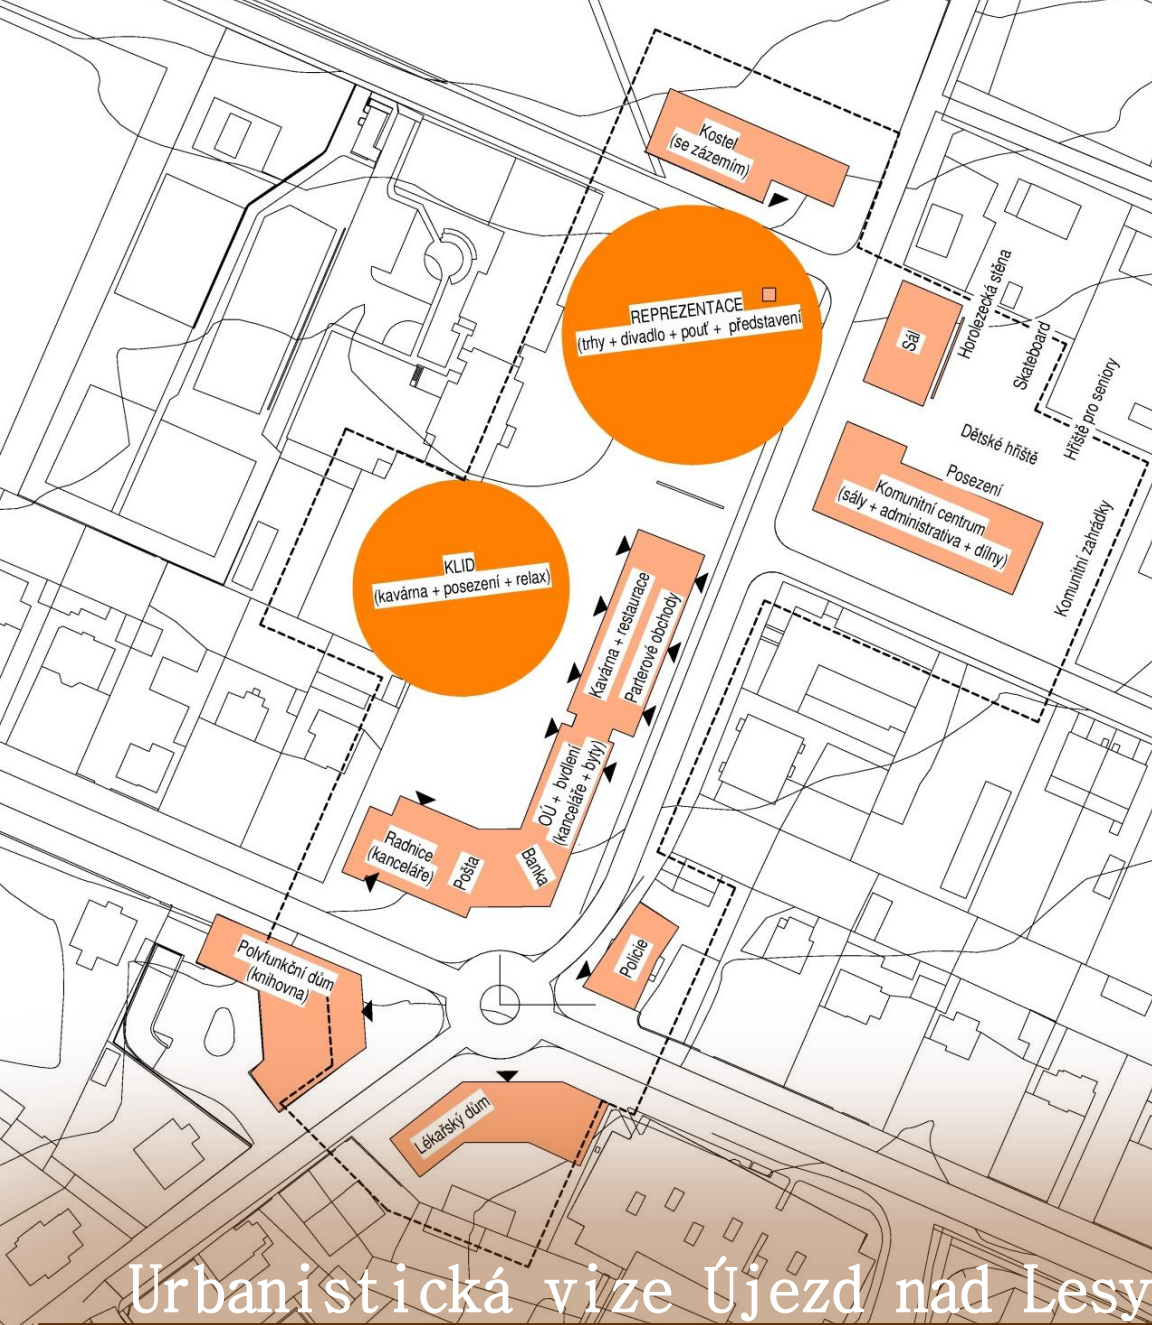 Kostel
(se zázemím)
REPREZENTACE
(trhy + divadlo + pouť + představení
Sál
Horolezecká stěna
Skateboard
Hřiště pro seniory
Dětské hřiště
Posezení
Komunitní centrum
(sály + administrativa + dílny)
Komunitní zahrádky
KLID
(kavárna + posezení + relax)
Kavárna + restaurace
Parterové obchody
OÚ + bydlení
(kanceláře + byty)
Radnice
(kanceláře)
Pošta
Banka
Policie
Polyfunkční dům
(knihovna)
Lékařský dům
Urbanistická vize Újezd nad Lesy